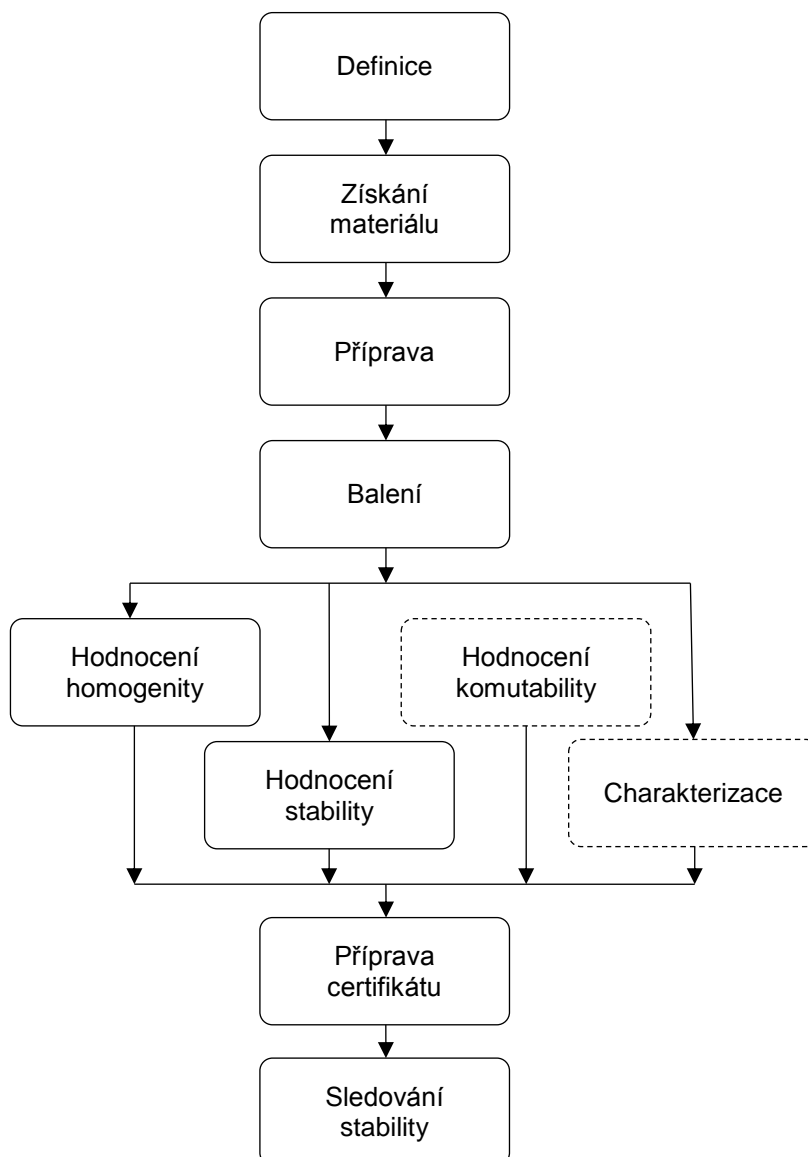 Definice
Získání
materiálu
Příprava
Balení
Hodnocení
homogenity
Hodnocení
komutability
Hodnocení
stability
Charakterizace
Příprava
certifikátu
Sledování
stability